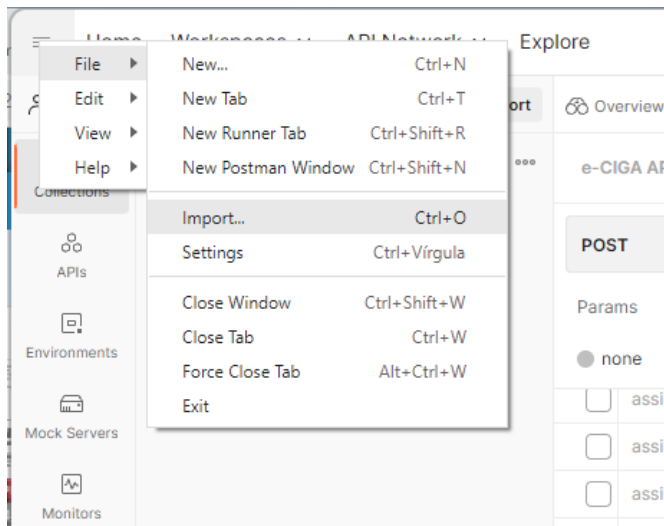 Explore
File
New... Ctrl+N
Edit
New Tab Ctrl+T
ort
Overview
View
New Runner Tab Ctrl+Shift+R
Help
New Postman Window Ctrl+Shift+N
e-CIGA AP
Collections
Import... Ctrl+O
Settings Ctrl+Vírgula
POST
APIs
Close Window Ctrl+Shift+W
Params
Close Tab Ctrl+W
Environments
Force Close Tab Alt+Ctrl+W
none
Exit
assi
Mock Servers
assi
assi
Monitors